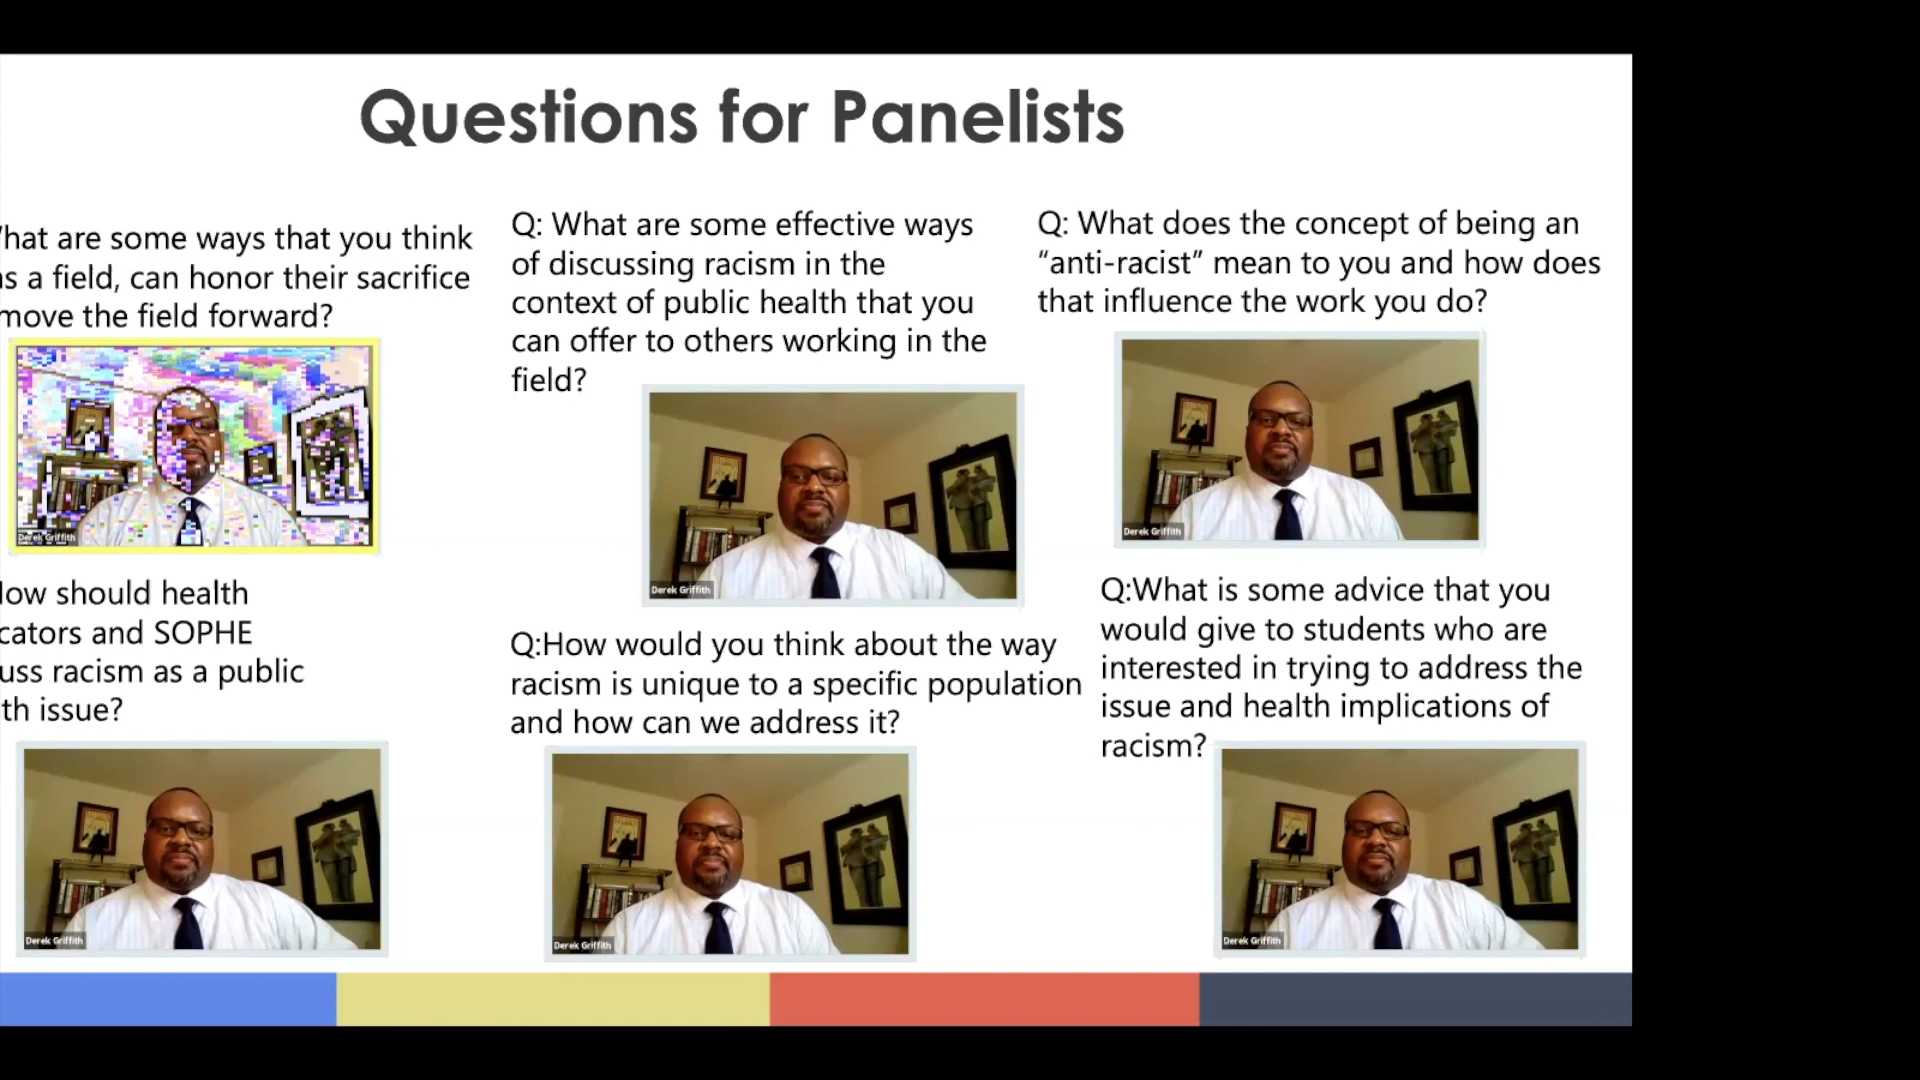 Questions for Panelists
hat are some ways that you think
s a field, can honor their sacrifice
move the field forward?
Derek Griffith
ow should health
cators and SOPHE
uss racism as a public
th issue?
Derek Griffith
Q: What are some effective ways
of discussing racism in the
context of public health that you
can offer to others working in the
field?
Derek Griffith
Q:How would you think about the way
racism is unique to a specific population
and how can we address it?
Derek Griffith
Q: What does the concept of being an
“anti-racist” mean to you and how does
that influence the work you do?
Derek Griffith
Q:What is some advice that you
would give to students who are
interested in trying to address the
issue and health implications of
racism?
Derek Griffith